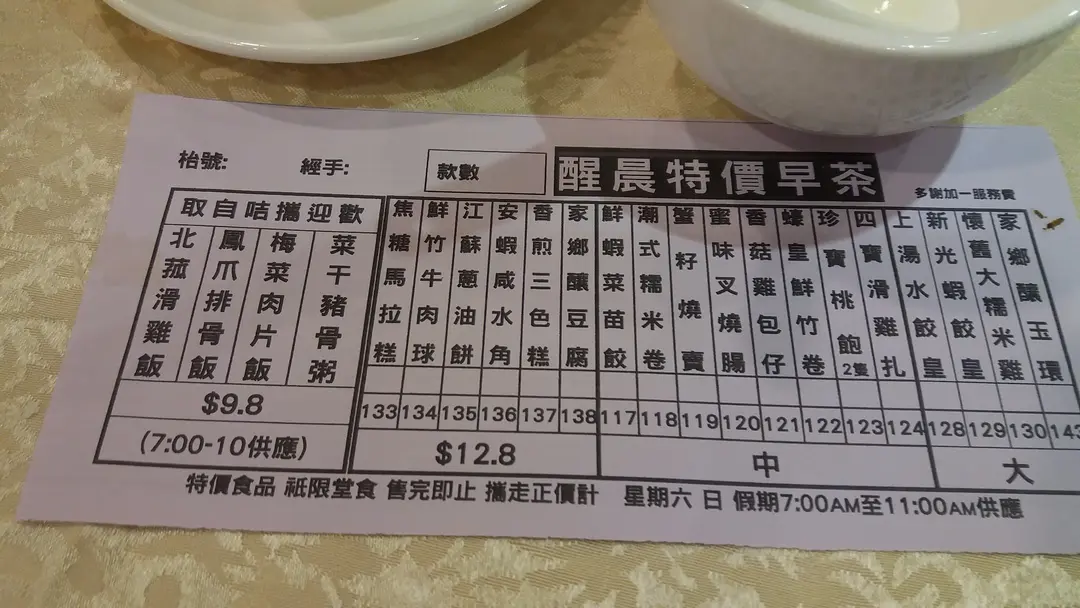 枱號:
經手:
款數
醒晨特價早茶
多謝加一服務費
歡迎攜咭自取
北菰滑雞飯
鳳爪排骨飯
梅菜肉片飯
菜干豬骨粥
$9.8
(7:00-10供應)
焦糖馬拉糕
鮮竹牛肉球
江蘇蔥油餅
安蝦咸水角
香煎三色糕
家鄉釀豆腐
鮮蝦菜苗餃
潮式糯米卷
蟹籽燒賣
蜜味叉燒腸
香菇雞包仔
蠔皇鮮竹卷
珍寶桃飽2隻
四寶滑雞扎
上湯水餃皇
新光蝦餃皇
懷舊大糯米雞
家鄉釀玉環
133 134 135 136 137 138 117 118 119 120 121 122 123 124 128 129 130 143
$12.8
中
大
特價食品 祇限堂食 售完即止 攜走正價計 星期六 日 假期7:00AM至11:00AM供應